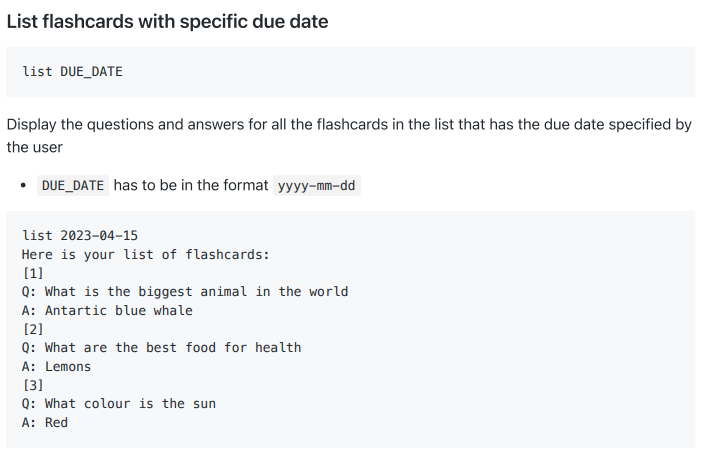 List flashcards with specific due date
list DUE_DATE
Display the questions and answers for all the flashcards in the list that has the due date specified by
the user
• DUE_DATE has to be in the format yyyy-mm-dd
list 2023-04-15
Here is your list of flashcards:
[1]
Q: What is the biggest animal in the world
A: Antartic blue whale
[2]
Q: What are the best food for health
A: Lemons
[3]
Q: What colour is the sun
A: Red